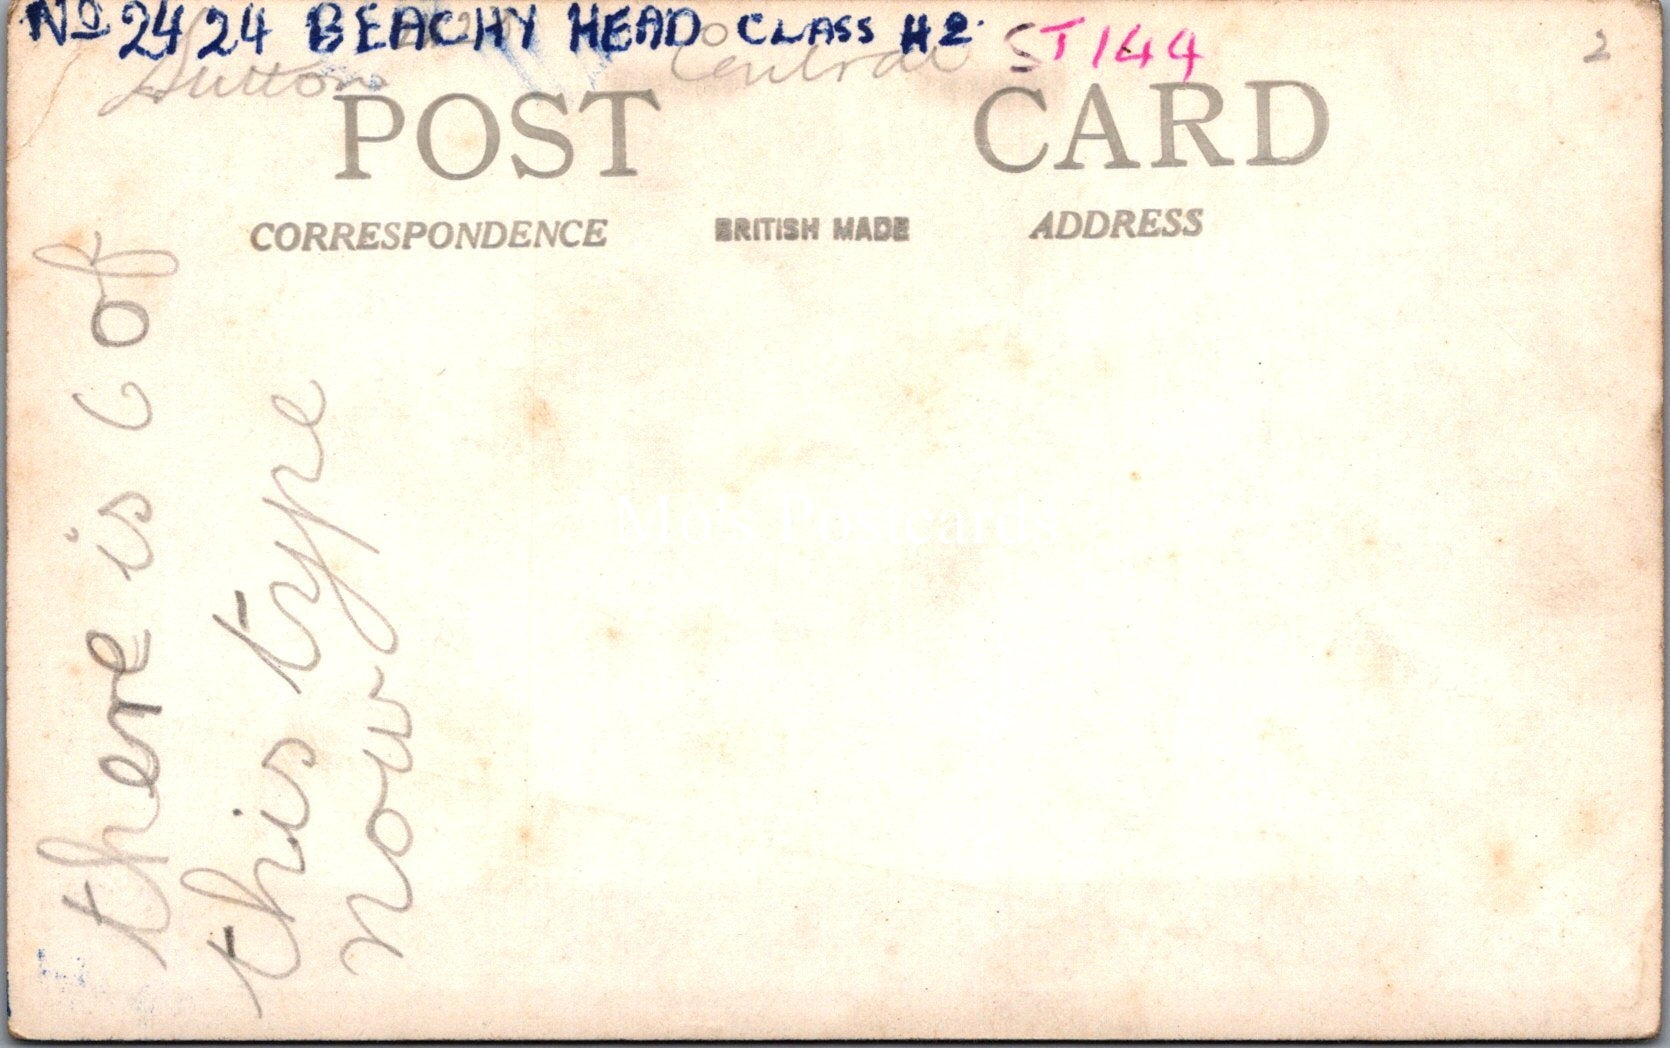 No 2424 BEACHY HEAD CLASS H2. ST144
2
Sutton
Central
POST CARD
CORRESPONDENCE BRITISH MADE ADDRESS
there is 6 of
this type
now
Mo's Postcards